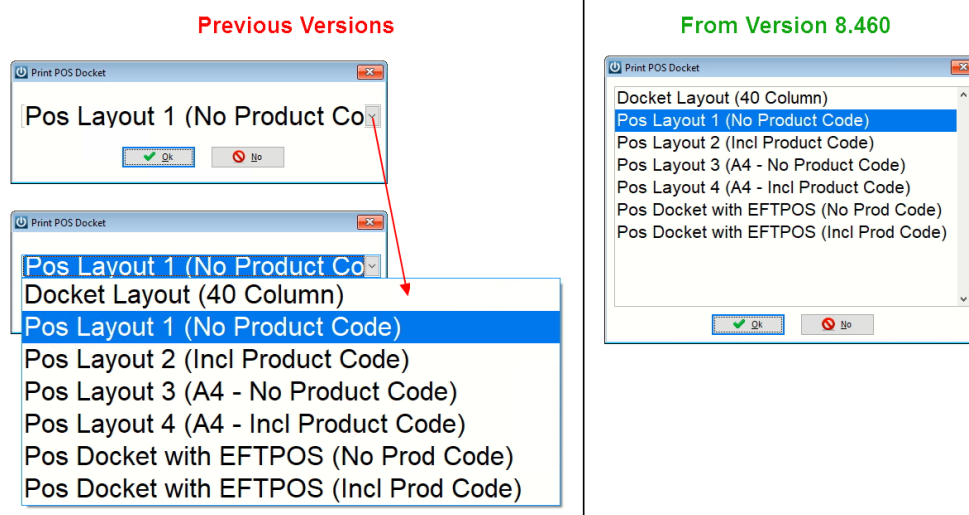 Previous Versions
Print POS Docket
Pos Layout 1 (No Product Co
Ok
No
Print POS Docket
Pos Layout 1 (No Product Co
Docket Layout (40 Column)
Pos Layout 1 (No Product Code)
Pos Layout 2 (Incl Product Code)
Pos Layout 3 (A4 - No Product Code)
Pos Layout 4 (A4 - Incl Product Code)
Pos Docket with EFTPOS (No Prod Code)
Pos Docket with EFTPOS (Incl Prod Code)
From Version 8.460
Print POS Docket
Docket Layout (40 Column)
Pos Layout 1 (No Product Code)
Pos Layout 2 (Incl Product Code)
Pos Layout 3 (A4 - No Product Code)
Pos Layout 4 (A4 - Incl Product Code)
Pos Docket with EFTPOS (No Prod Code)
Pos Docket with EFTPOS (Incl Prod Code)
Ok
No